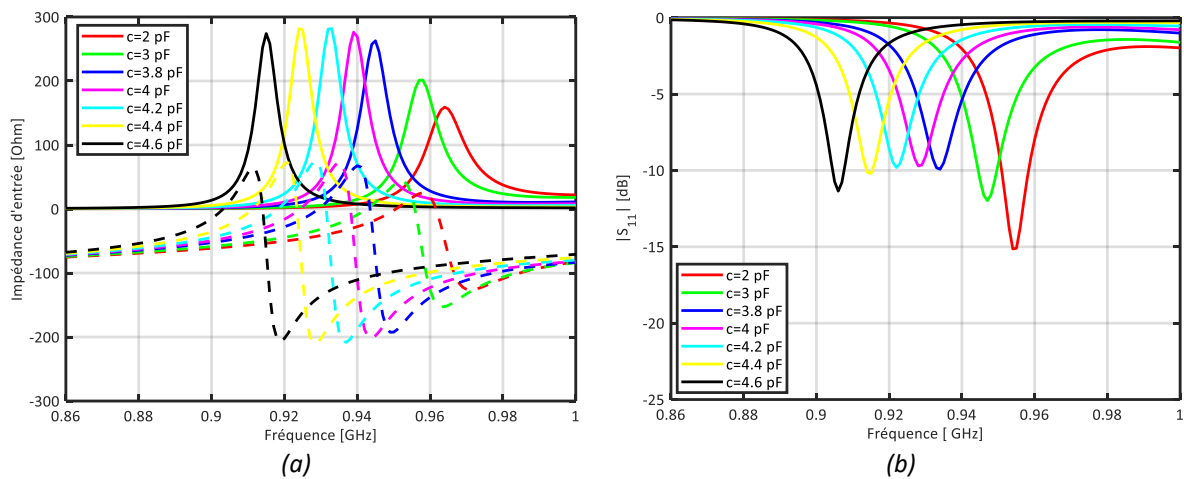 300
200
100
0
-100
-200
-300
Impédance d'entrée [Ohm]
c=2 pF
c=3 pF
c=3.8 pF
c=4 pF
c=4.2 pF
c=4.4 pF
c=4.6 pF
0.86 0.88 0.9 0.92 0.94 0.96 0.98 1
Fréquence [GHz]
(a)
0
-5
-10
-15
-20
-25
|S11| [dB]
c=2 pF
c=3 pF
c=3.8 pF
c=4 pF
c=4.2 pF
c=4.4 pF
c=4.6 pF
0.86 0.88 0.9 0.92 0.94 0.96 0.98 1
Fréquence [ GHz]
(b)